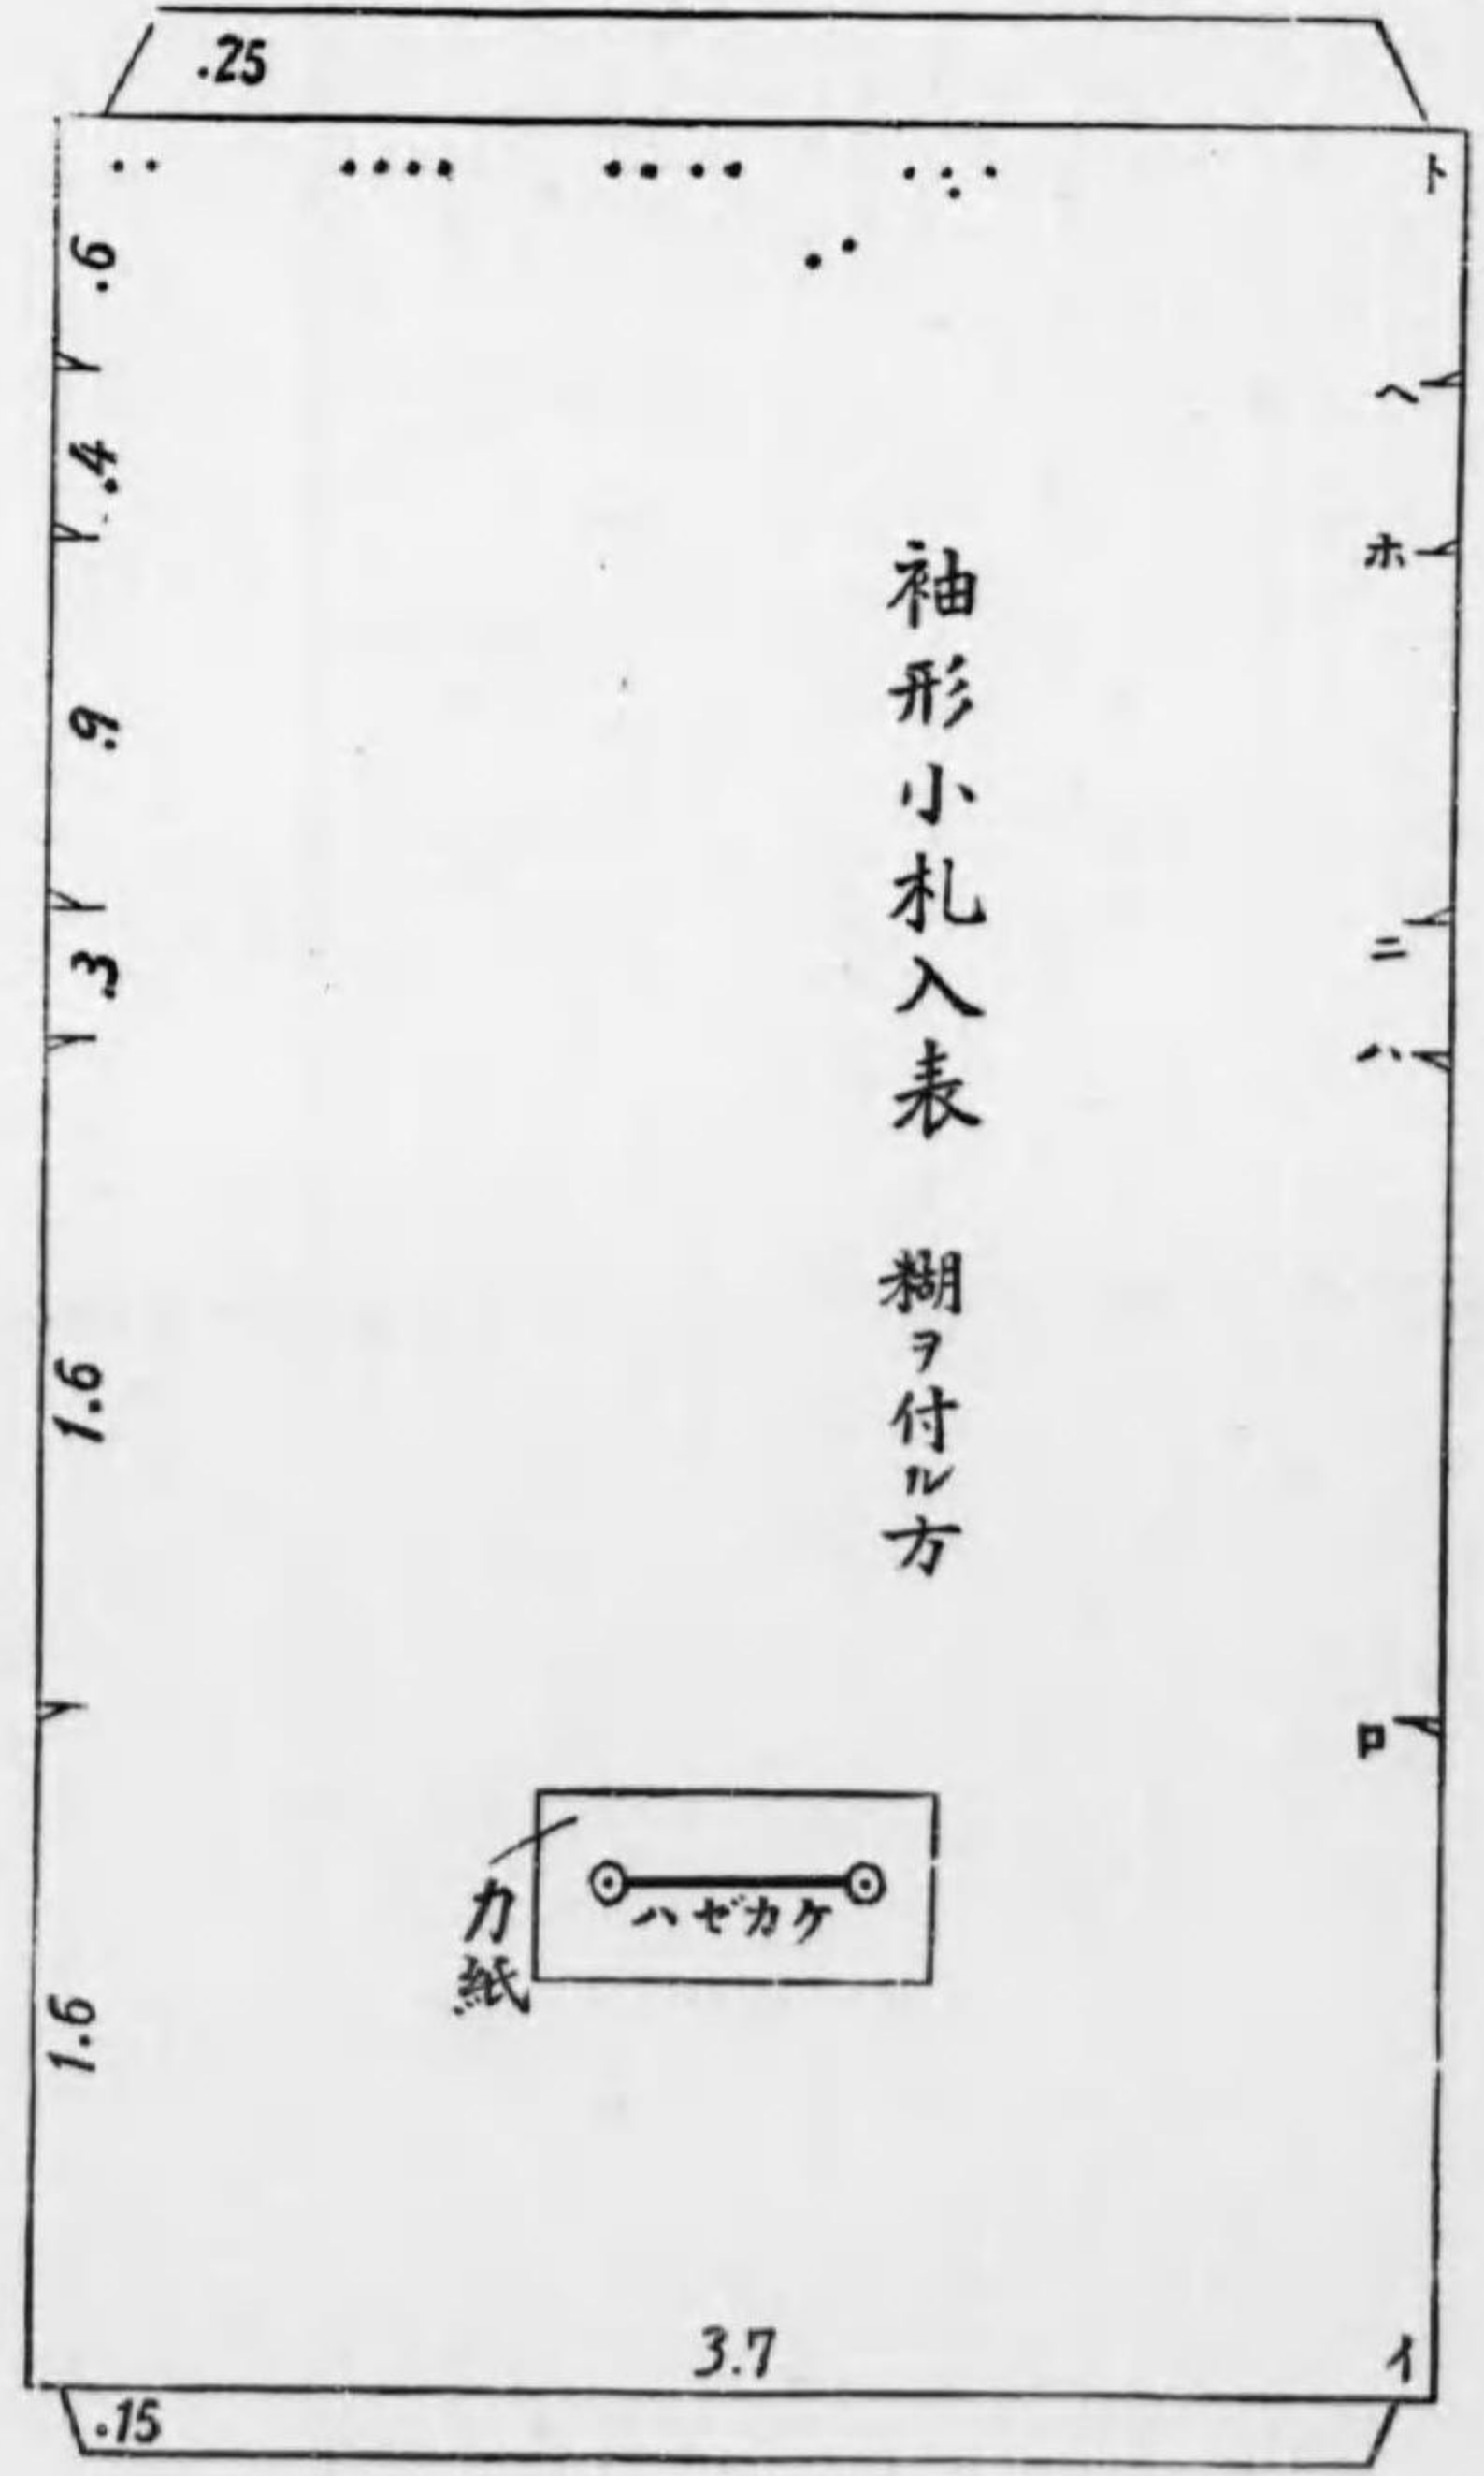 .25
ト
.6
ヘ
.4
ホ
.9
ニ
.3
ハ
袖形小札入表 糊ヲ付ル方
1.6
ロ
ハゼカケ
力紙
1.6
3.7
イ
.15